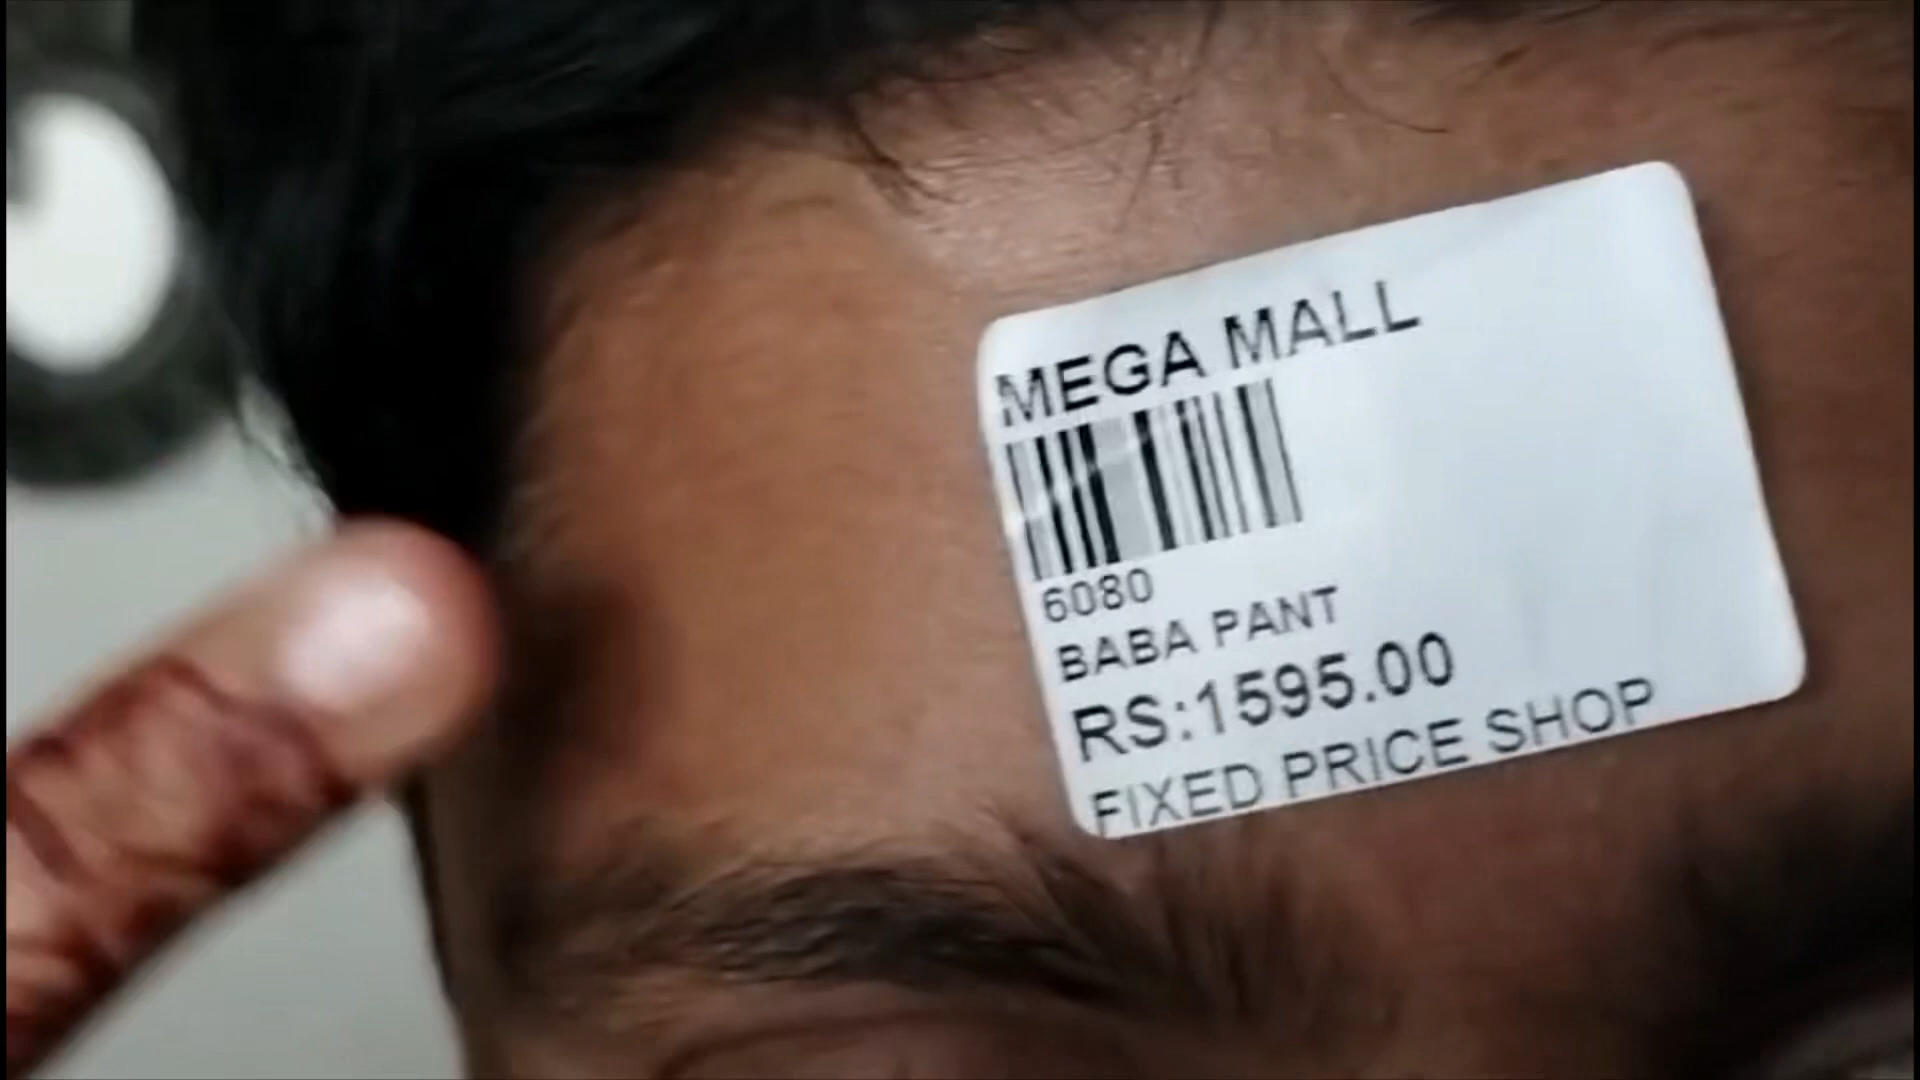 MEGA MALL
6080
BABA PANT
RS:1595.00
FIXED PRICE SHOP